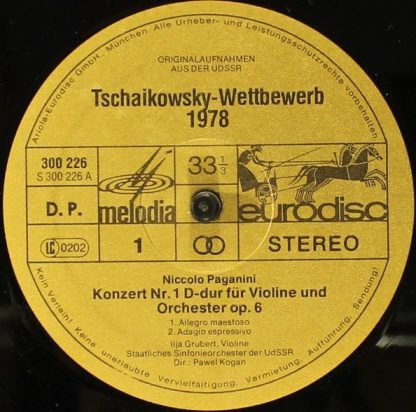 Ariola-Eurodisc GmbH., München. Alle Urheber- und Leistungsschutzrechte vorbehalten.
ORIGINALAUFNAHMEN
AUS DER UDSSR
Tschaikowsky-Wettbewerb
1978
300 226
S 300 226 A
33 1/3
D. P.
melodia
eurodisc
LC 0202
1
STEREO
Niccolo Paganini
Konzert Nr. 1 D-dur für Violine und
Orchester op. 6
1. Allegro maestoso
2. Adagio espressivo
Ilja Grubert, Violine
Staatliches Sinfonieorchester der UdSSR
Dir.: Pawel Kogan
Kein Verleih! Keine unerlaubte Vervielfältigung, Vermietung, Aufführung, Sendung!